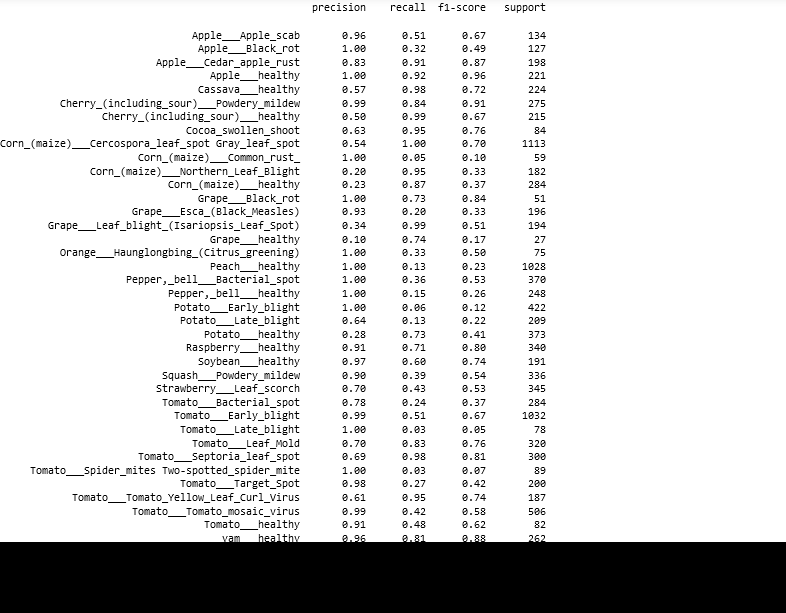 precision recall f1-score support
Apple___Apple_scab 0.96 0.51 0.67 134
Apple___Black_rot 1.00 0.32 0.49 127
Apple___Cedar_apple_rust 0.83 0.91 0.87 198
Apple___healthy 1.00 0.92 0.96 221
Cassava___healthy 0.57 0.98 0.72 224
Cherry_(including_sour)___Powdery_mildew 0.99 0.84 0.91 275
Cherry_(including_sour)___healthy 0.50 0.99 0.67 215
Cocoa_swollen_shoot 0.63 0.95 0.76 84
Corn_(maize)___Cercospora_leaf_spot Gray_leaf_spot 0.54 1.00 0.70 1113
Corn_(maize)___Common_rust_ 1.00 0.05 0.10 59
Corn_(maize)___Northern_Leaf_Blight 0.20 0.95 0.33 182
Corn_(maize)___healthy 0.23 0.87 0.37 284
Grape___Black_rot 1.00 0.73 0.84 51
Grape___Esca_(Black_Measles) 0.93 0.20 0.33 196
Grape___Leaf_blight_(Isariopsis_Leaf_Spot) 0.34 0.99 0.51 194
Grape___healthy 0.10 0.74 0.17 27
Orange___Haunglongbing_(Citrus_greening) 1.00 0.33 0.50 75
Peach___healthy 1.00 0.13 0.23 1028
Pepper,_bell___Bacterial_spot 1.00 0.36 0.53 370
Pepper,_bell___healthy 1.00 0.15 0.26 248
Potato___Early_blight 1.00 0.06 0.12 422
Potato___Late_blight 0.64 0.13 0.22 209
Potato___healthy 0.28 0.73 0.41 373
Raspberry___healthy 0.91 0.71 0.80 340
Soybean___healthy 0.97 0.60 0.74 191
Squash___Powdery_mildew 0.90 0.39 0.54 336
Strawberry___Leaf_scorch 0.70 0.43 0.53 345
Tomato___Bacterial_spot 0.78 0.24 0.37 284
Tomato___Early_blight 0.99 0.51 0.67 1032
Tomato___Late_blight 1.00 0.03 0.05 78
Tomato___Leaf_Mold 0.70 0.83 0.76 320
Tomato___Septoria_leaf_spot 0.69 0.98 0.81 300
Tomato___Spider_mites Two-spotted_spider_mite 1.00 0.03 0.07 89
Tomato___Target_Spot 0.98 0.27 0.42 200
Tomato___Tomato_Yellow_Leaf_Curl_Virus 0.61 0.95 0.74 187
Tomato___Tomato_mosaic_virus 0.99 0.42 0.58 506
Tomato___healthy 0.91 0.48 0.62 82
yam___healthy 0.96 0.81 0.88 262